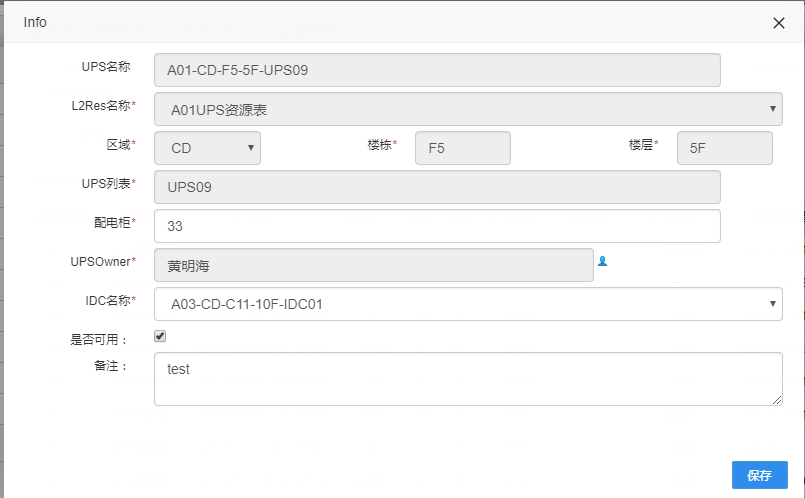 Info
UPS名称 A01-CD-F5-5F-UPS09
L2Res名称* A01UPS资源表
区域* CD 楼栋* F5 楼层* 5F
UPS列表* UPS09
配电柜* 33
UPSOwner* 黄明海
IDC名称* A03-CD-C11-10F-IDC01
是否可用：
备注： test
保存